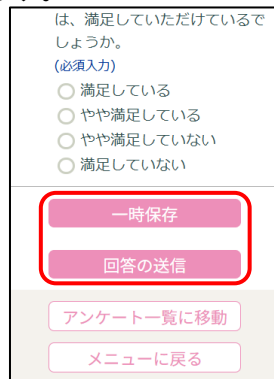 は、満足していただけているで
しょうか。
(必須入力)
満足している
やや満足している
やや満足していない
満足していない
一時保存
回答の送信
アンケート一覧に移動
メニューに戻る